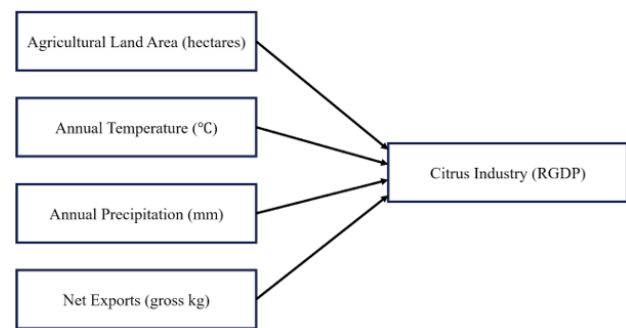 Agricultural Land Area (hectares)
Annual Temperature (℃)
Citrus Industry (RGDP)
Annual Precipitation (mm)
Net Exports (gross kg)